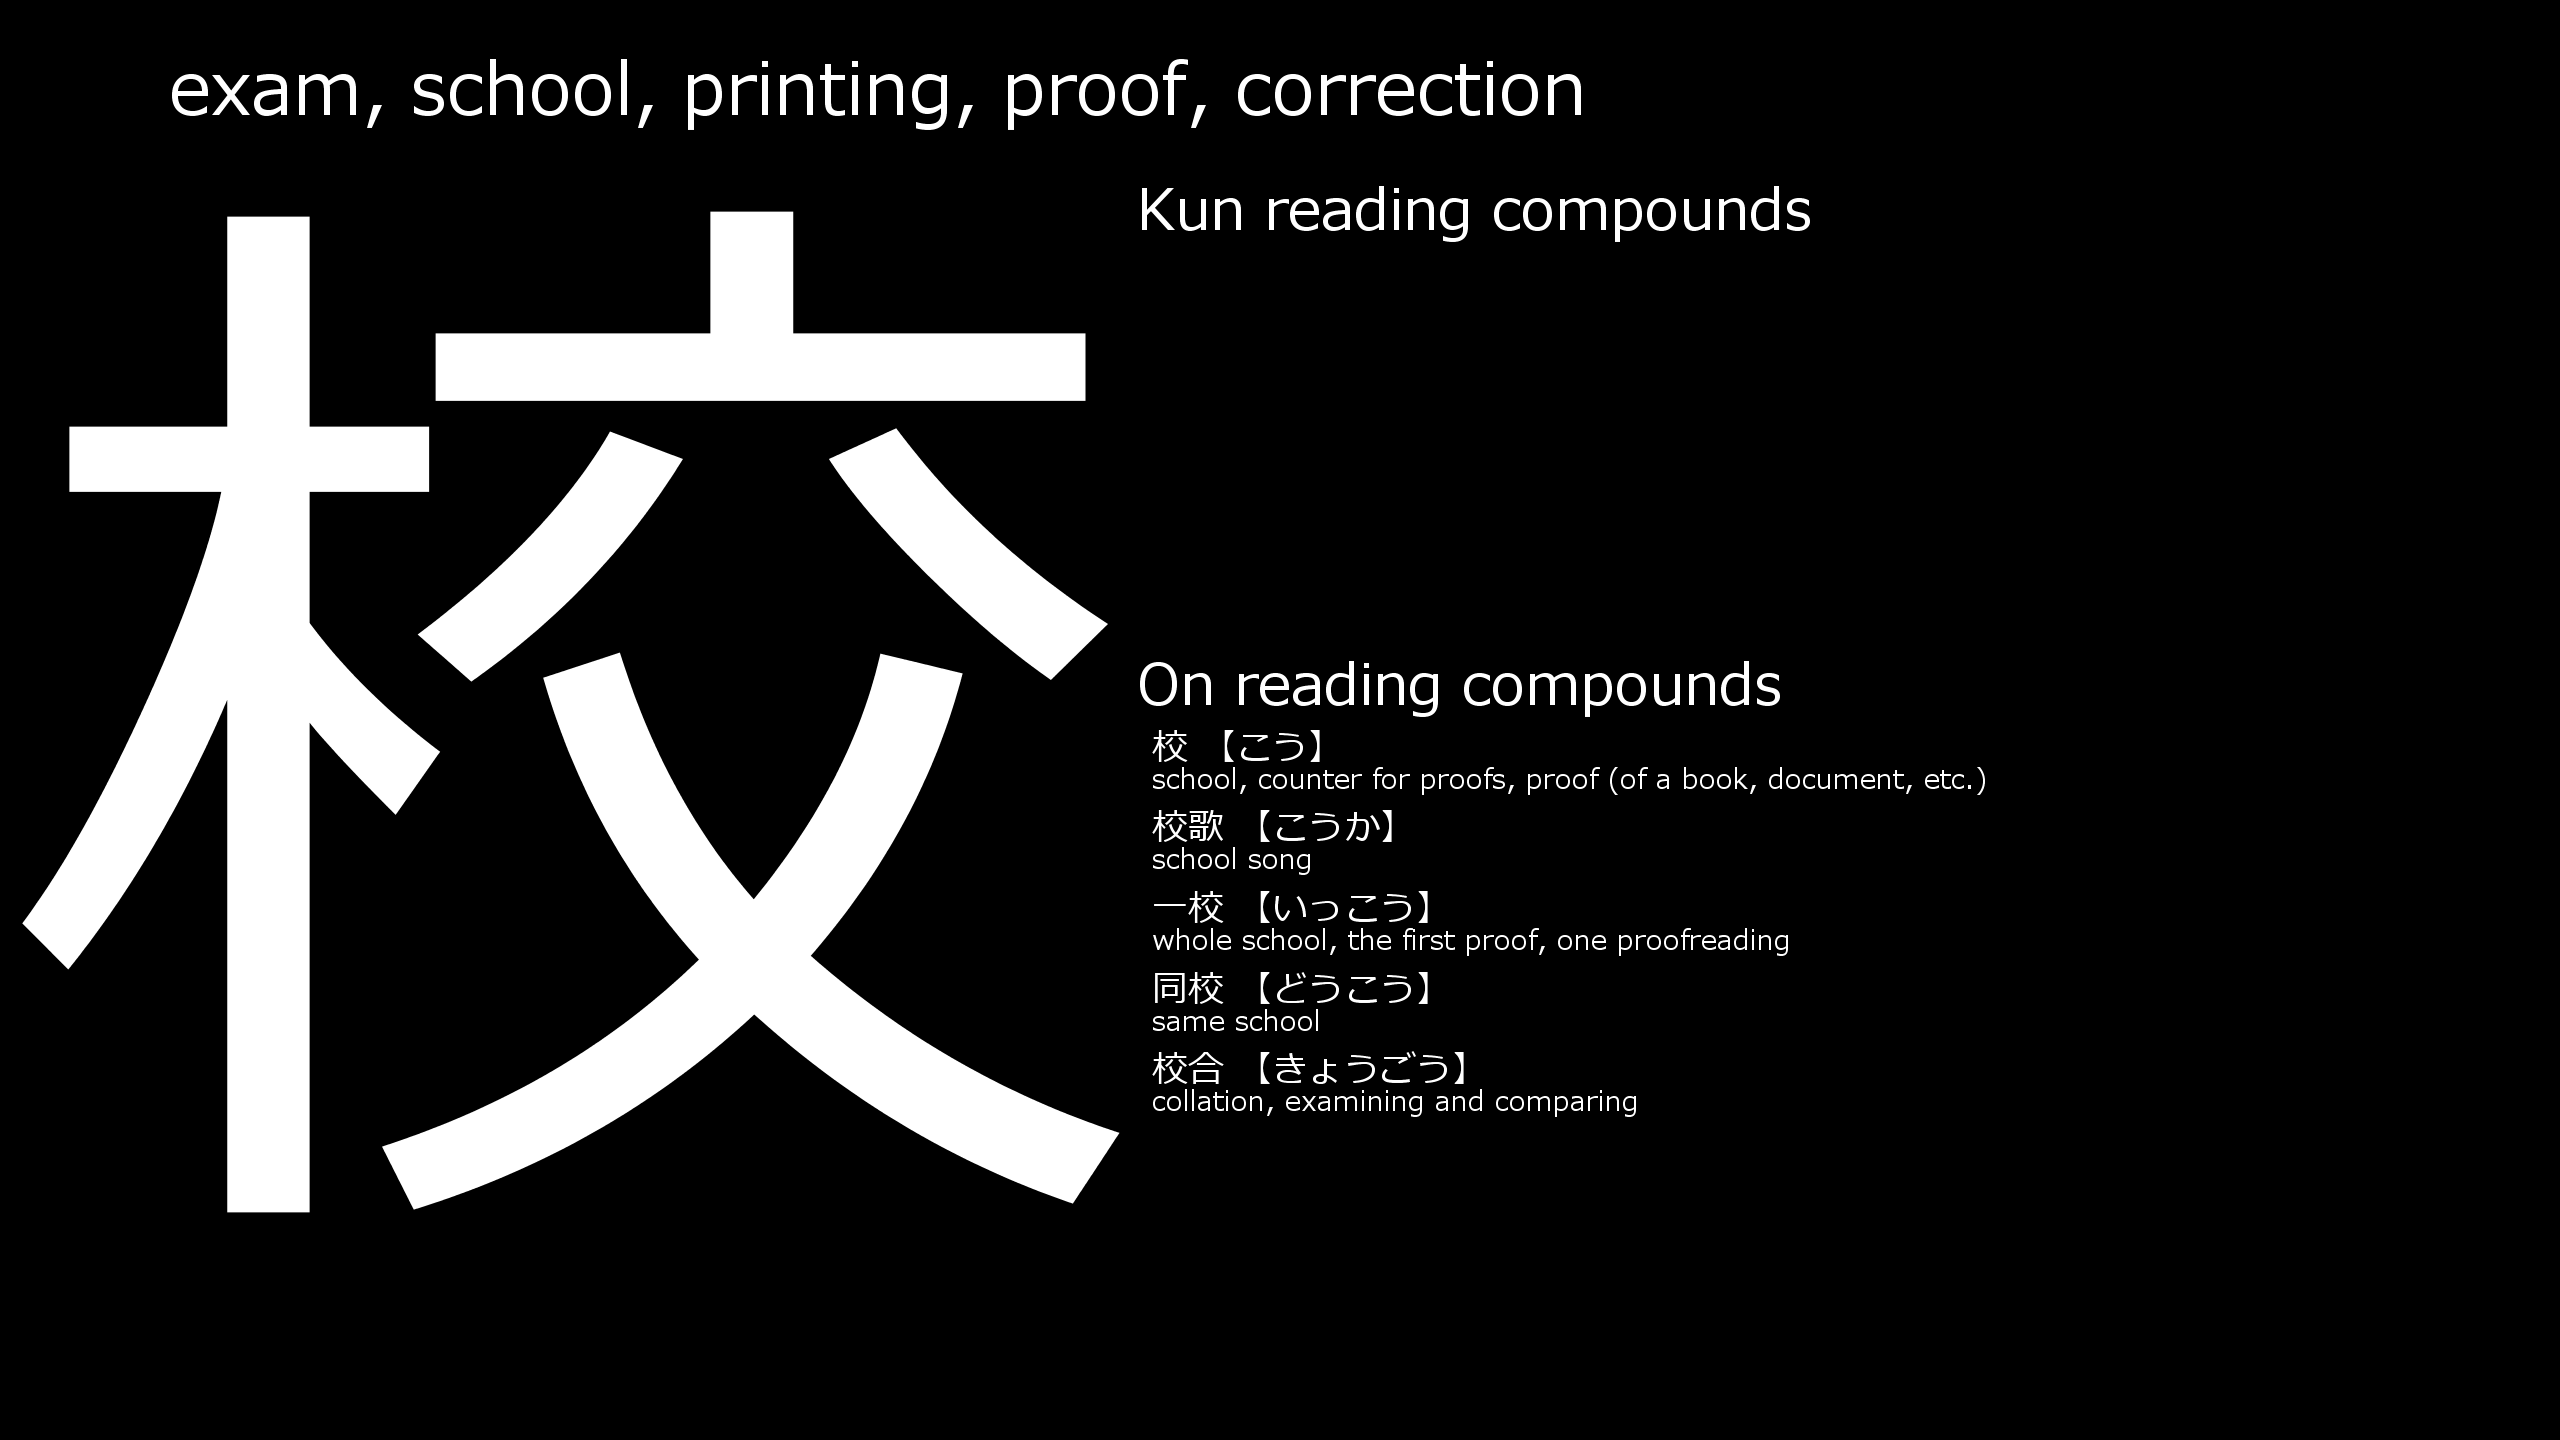 exam, school, printing, proof, correction
校
Kun reading compounds
On reading compounds
校 【こう】
school, counter for proofs, proof (of a book, document, etc.)
校歌 【こうか】
school song
一校 【いっこう】
whole school, the first proof, one proofreading
同校 【どうこう】
same school
校合 【きょうごう】
collation, examining and comparing